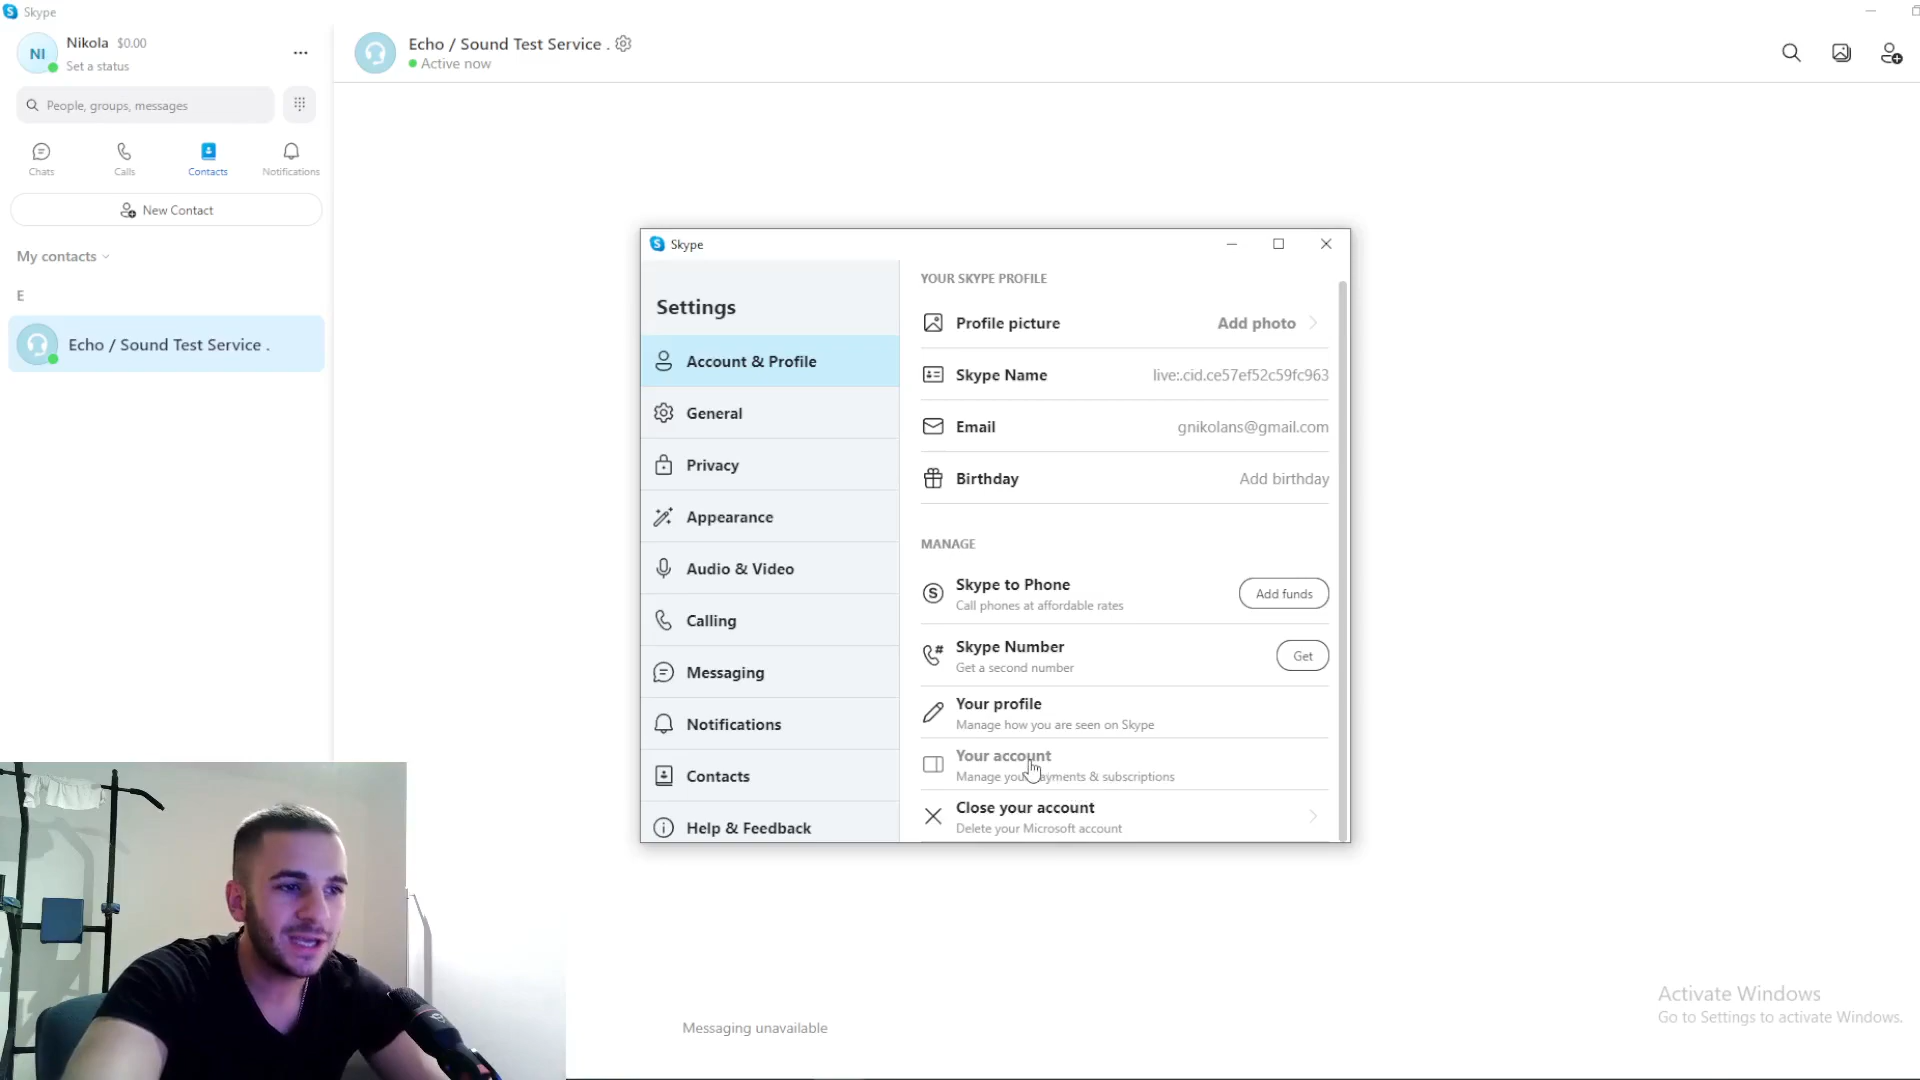 Skype
NI
Nikola $0.00
Set a status
People, groups, messages
Chats
Calls
Contacts
Notifications
New Contact
My contacts
E
Echo / Sound Test Service .
Echo / Sound Test Service .
Active now
Skype
Settings
Account & Profile
General
Privacy
Appearance
Audio & Video
Calling
Messaging
Notifications
Contacts
Help & Feedback
YOUR SKYPE PROFILE
Profile picture Add photo
Skype Name live:.cid.ce57ef52c59fc963
Email gnikolans@gmail.com
Birthday Add birthday
MANAGE
Skype to Phone
Call phones at affordable rates
Add funds
Skype Number
Get a second number
Get
Your profile
Manage how you are seen on Skype
Your account
Manage your payments & subscriptions
Close your account
Delete your Microsoft account
Messaging unavailable
Activate Windows
Go to Settings to activate Windows.